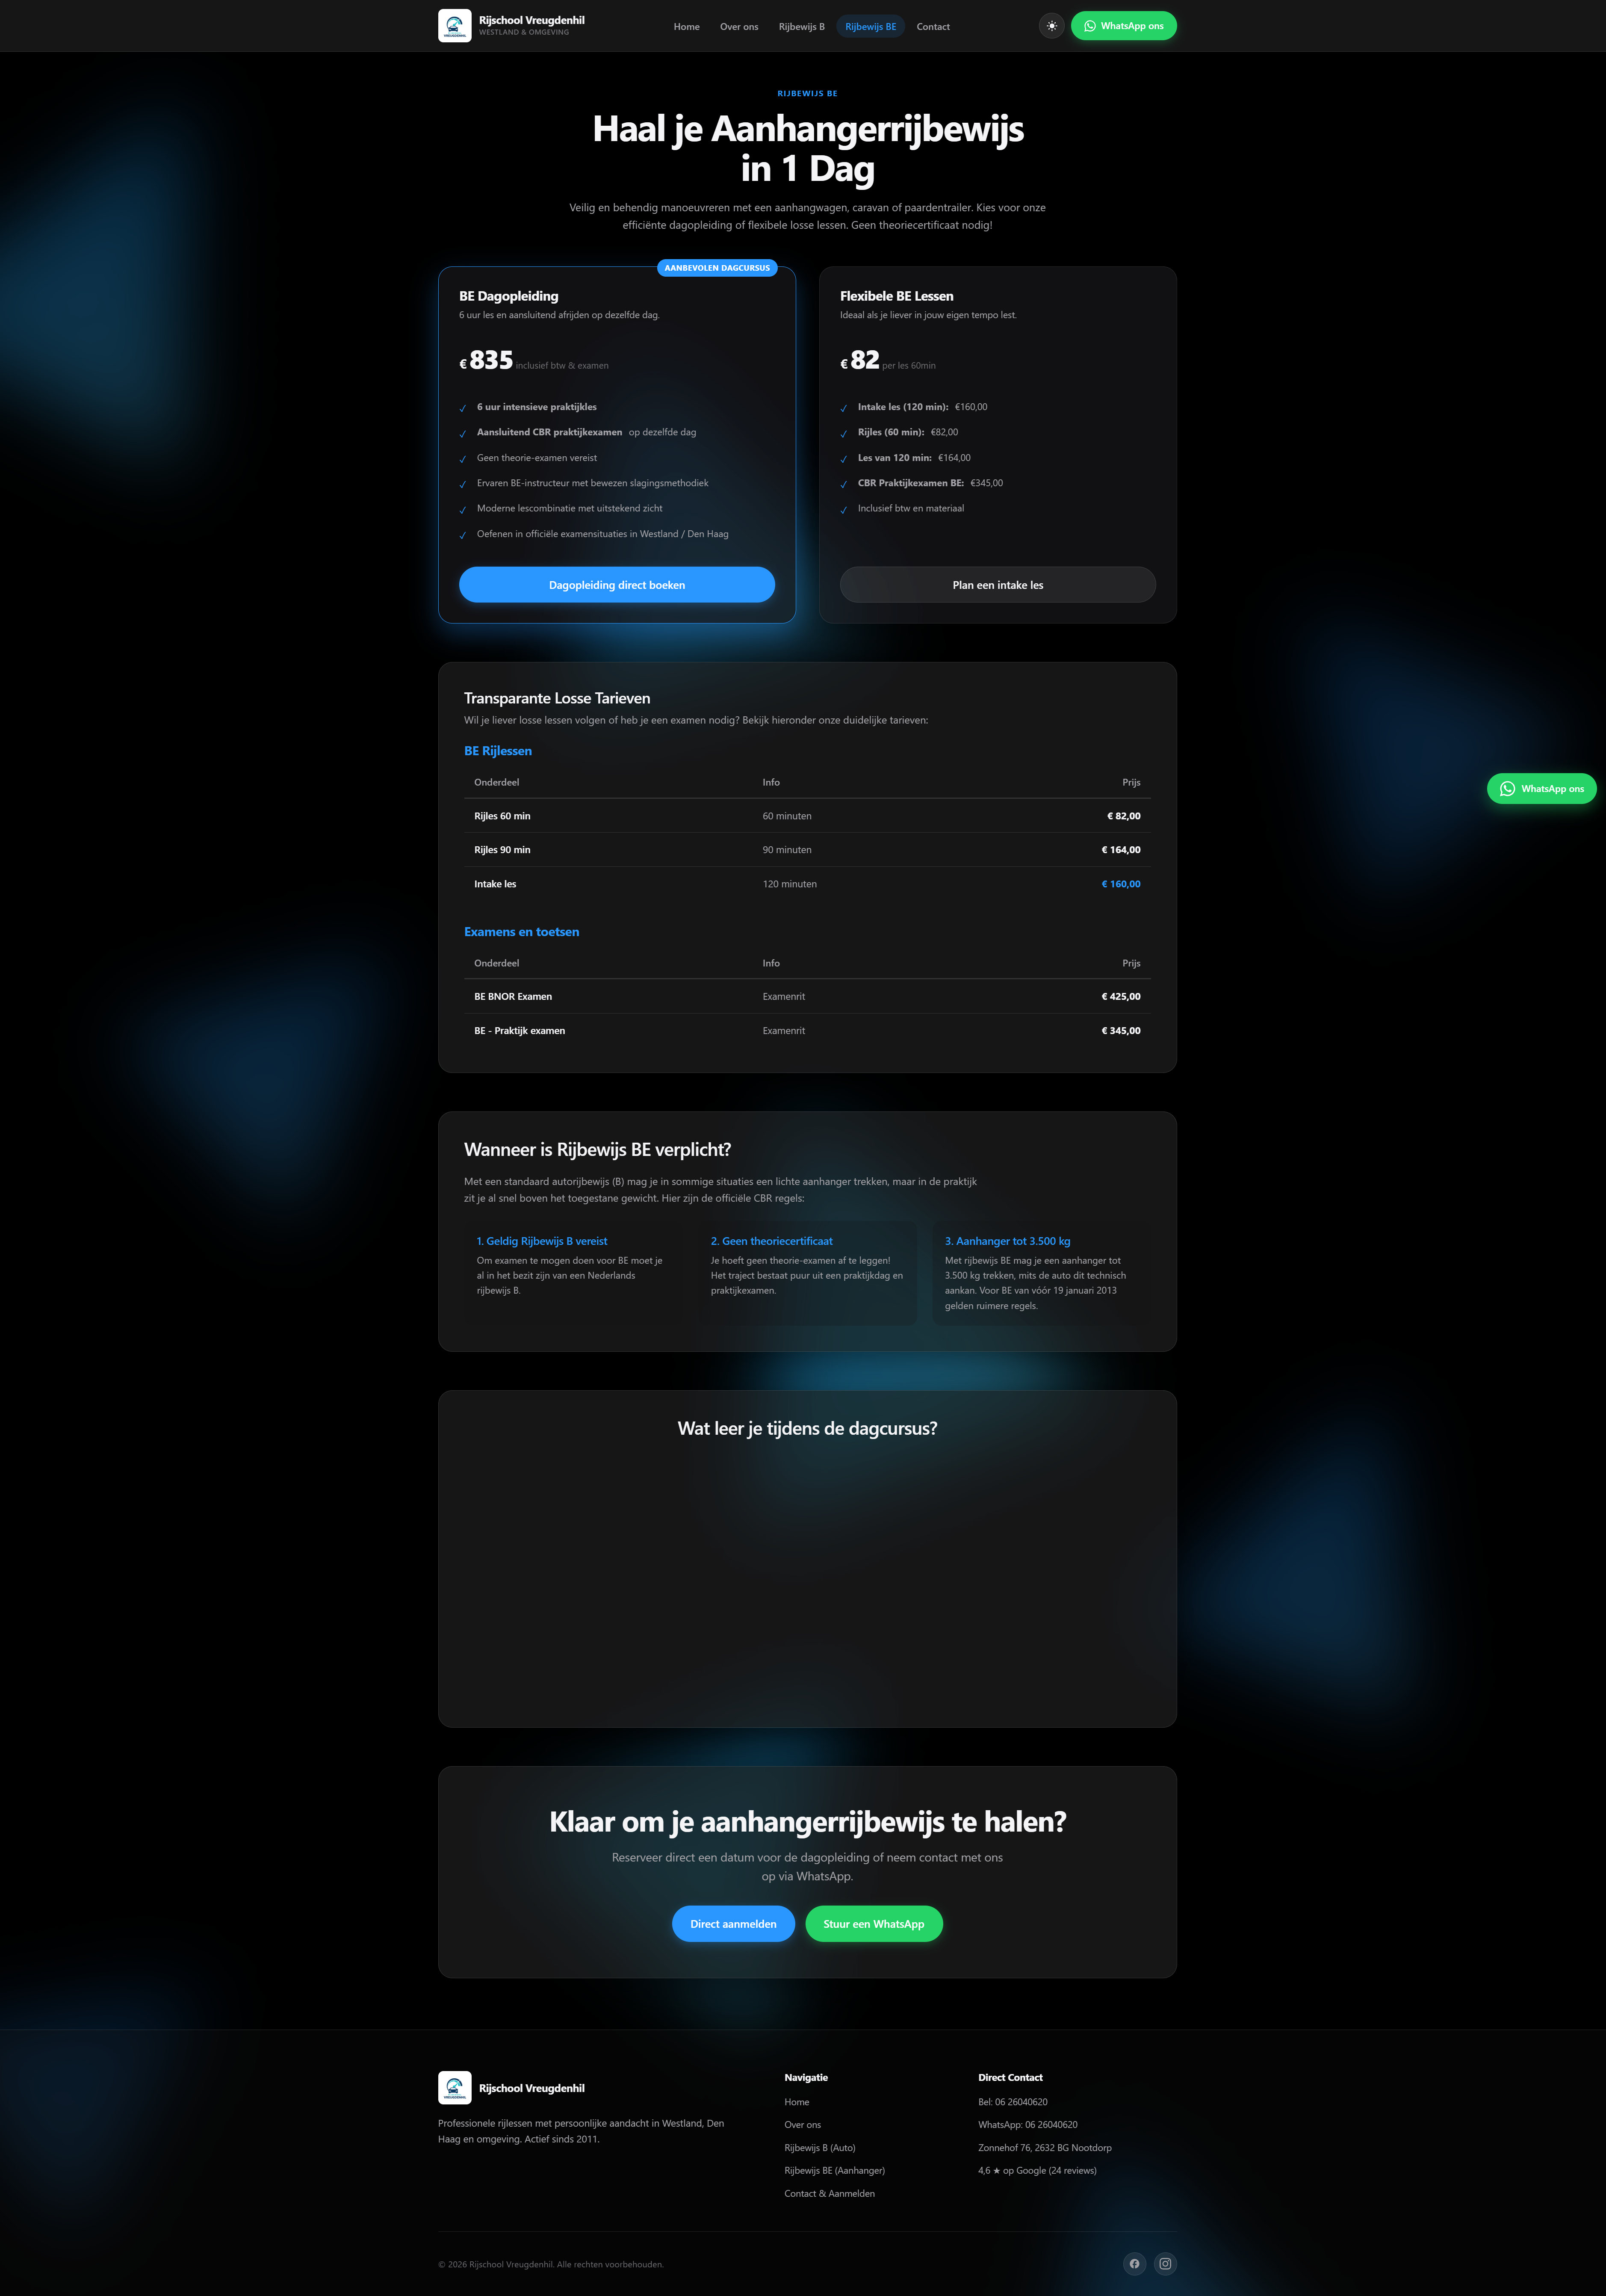 Rijschool Vreugdenhil
WESTLAND & OMGEVING
Home
Over ons
Rijbewijs B
Rijbewijs BE
Contact
WhatsApp ons
RIJBEWIJS BE
Haal je Aanhangerrijbewijs
in 1 Dag
Veilig en behendig manoeuvreren met een aanhangwagen, caravan of paardentrailer. Kies voor onze
efficiënte dagopleiding of flexibele losse lessen. Geen theoriecertificaat nodig!
AANBEVOLEN DAGCURSUS
BE Dagopleiding
6 uur les en aansluitend afrijden op dezelfde dag.
€ 835 inclusief btw & examen
✓ 6 uur intensieve praktijkles
✓ Aansluitend CBR praktijkexamen op dezelfde dag
✓ Geen theorie-examen vereist
✓ Ervaren BE-instructeur met bewezen slagingsmethodiek
✓ Moderne lescombinatie met uitstekend zicht
✓ Oefenen in officiële examensituaties in Westland / Den Haag
Dagopleiding direct boeken
Flexibele BE Lessen
Ideaal als je liever in jouw eigen tempo lest.
€ 82 per les 60min
✓ Intake les (120 min): €160,00
✓ Rijles (60 min): €82,00
✓ Les van 120 min: €164,00
✓ CBR Praktijkexamen BE: €345,00
✓ Inclusief btw en materiaal
Plan een intake les
Transparante Losse Tarieven
Wil je liever losse lessen volgen of heb je een examen nodig? Bekijk hieronder onze duidelijke tarieven:
BE Rijlessen
Onderdeel Info Prijs
Rijles 60 min 60 minuten € 82,00
Rijles 90 min 90 minuten € 164,00
Intake les 120 minuten € 160,00
Examens en toetsen
Onderdeel Info Prijs
BE BNOR Examen Examenrit € 425,00
BE - Praktijk examen Examenrit € 345,00
WhatsApp ons
Wanneer is Rijbewijs BE verplicht?
Met een standaard autorijbewijs (B) mag je in sommige situaties een lichte aanhanger trekken, maar in de praktijk
zit je al snel boven het toegestane gewicht. Hier zijn de officiële CBR regels:
1. Geldig Rijbewijs B vereist
Om examen te mogen doen voor BE moet je
al in het bezit zijn van een Nederlands
rijbewijs B.
2. Geen theoriecertificaat
Je hoeft geen theorie-examen af te leggen!
Het traject bestaat puur uit een praktijkdag en
praktijkexamen.
3. Aanhanger tot 3.500 kg
Met rijbewijs BE mag je een aanhanger tot
3.500 kg trekken, mits de auto dit technisch
aankan. Voor BE van vóór 19 januari 2013
gelden ruimere regels.
Wat leer je tijdens de dagcursus?
Klaar om je aanhangerrijbewijs te halen?
Reserveer direct een datum voor de dagopleiding of neem contact met ons
op via WhatsApp.
Direct aanmelden
Stuur een WhatsApp
Rijschool Vreugdenhil
Professionele rijlessen met persoonlijke aandacht in Westland, Den
Haag en omgeving. Actief sinds 2011.
Navigatie
Home
Over ons
Rijbewijs B (Auto)
Rijbewijs BE (Aanhanger)
Contact & Aanmelden
Direct Contact
Bel: 06 26040620
WhatsApp: 06 26040620
Zonnehof 76, 2632 BG Nootdorp
4,6 ★ op Google (24 reviews)
© 2026 Rijschool Vreugdenhil. Alle rechten voorbehouden.